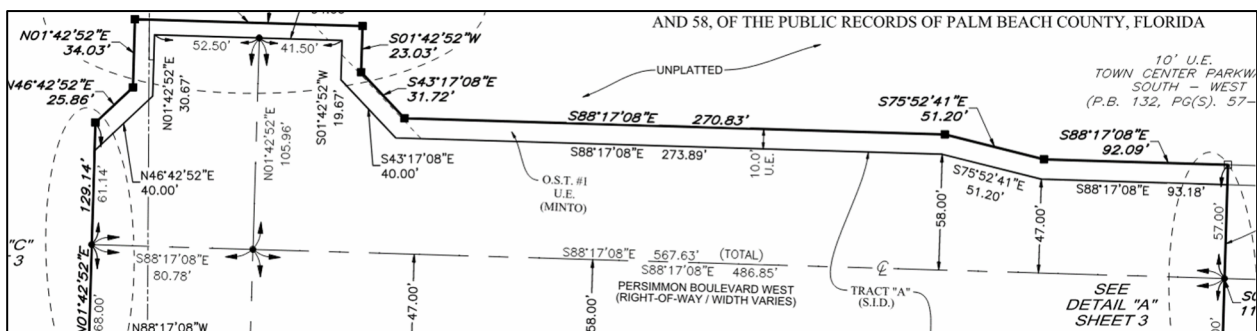 AND 58, OF THE PUBLIC RECORDS OF PALM BEACH COUNTY, FLORIDA
N01°42'52"E
34.03'
52.50'
41.50'
S01°42'52"W
23.03'
UNPLATTED
10' U.E.
TOWN CENTER PARKWA
SOUTH - WEST
(P.B. 132, PG(S). 57-
N46°42'52"E
25.86'
N01°42'52"E
30.67'
S01°42'52"W
19.67'
S43°17'08"E
31.72'
S88°17'08"E 270.83'
S75°52'41"E
51.20'
S88°17'08"E
92.09'
N01°42'52"E
105.96'
S88°17'08"E 273.89'
10.0'
U.E.
S43°17'08"E
40.00'
N46°42'52"E
40.00'
O.S.T. #1
U.E.
(MINTO)
S75°52'41"E
51.20'
S88°17'08"E 93.18'
129.14'
61.14'
58.00'
47.00'
57.00'
"C"
3
S88°17'08"E
80.78'
S88°17'08"E 567.63' (TOTAL)
S88°17'08"E 486.85'
PERSIMMON BOULEVARD WEST
(RIGHT-OF-WAY / WIDTH VARIES)
TRACT "A"
(S.I.D.)
SEE
DETAIL "A"
SHEET 3
N01°42'52"E
68.00'
N88°17'08"W
47.00'
58.00'
11